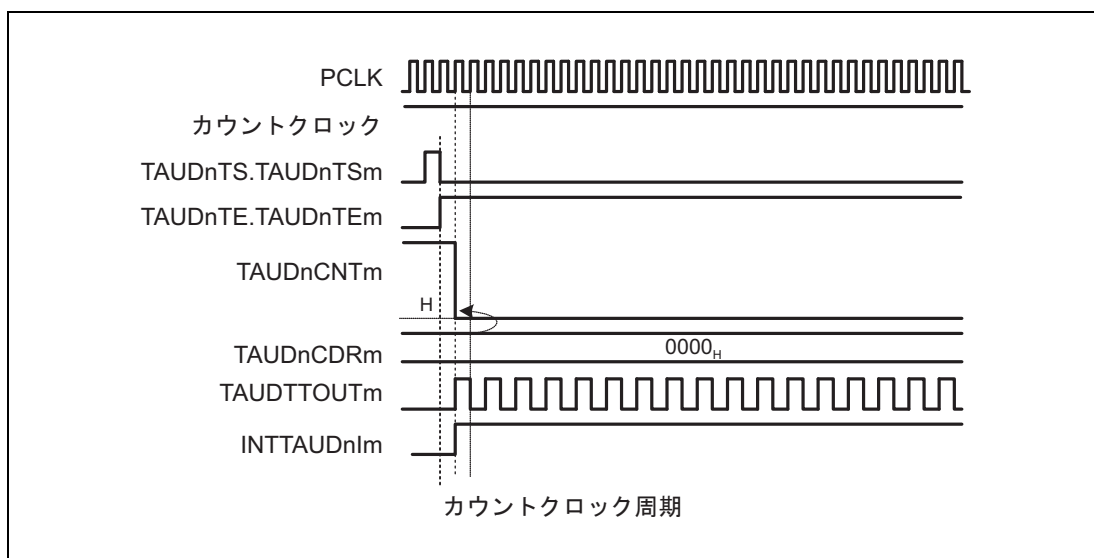 PCLK
カウントクロック
TAUDnTS.TAUDnTSm
TAUDnTE.TAUDnTEm
TAUDnCNTm
H
TAUDnCDRm
0000H
TAUDTTOUTm
INTTAUDnIm
カウントクロック周期